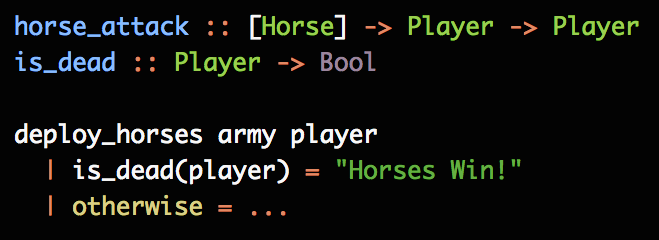 horse_attack :: [Horse] -> Player -> Player
is_dead :: Player -> Bool
deploy_horses army player
| is_dead(player) = "Horses Win!"
| otherwise = ...